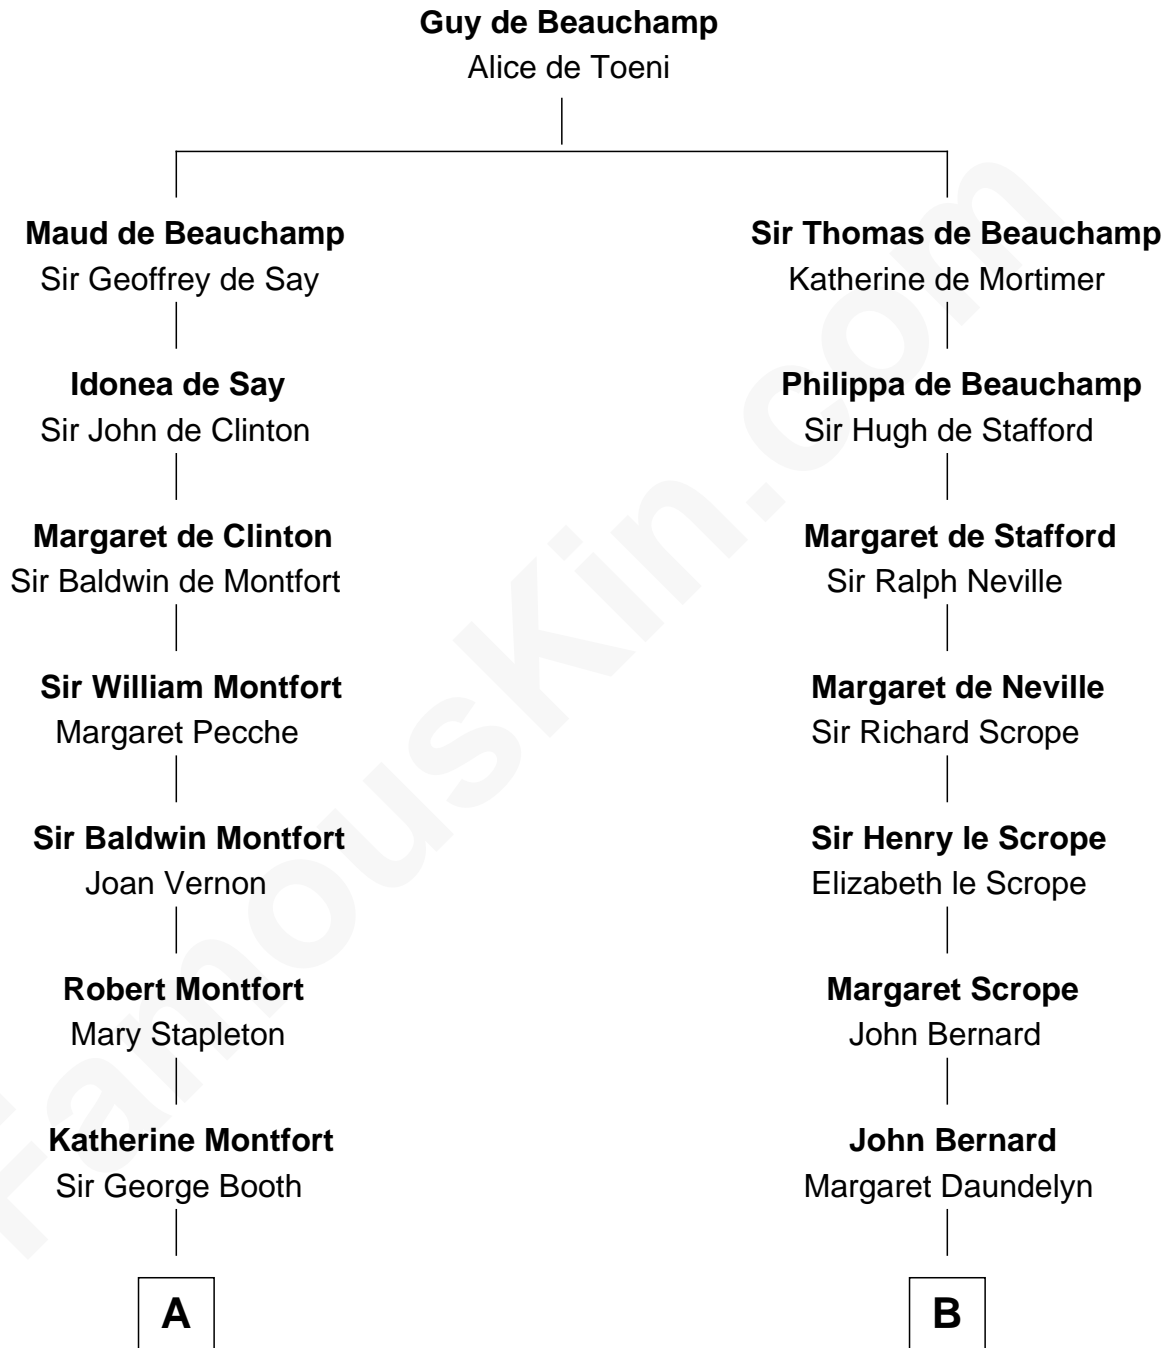 Guy de Beauchamp
Alice de Toeni
Maud de Beauchamp
Sir Geoffrey de Say
Sir Thomas de Beauchamp
Katherine de Mortimer
Idonea de Say
Sir John de Clinton
Philippa de Beauchamp
Sir Hugh de Stafford
Margaret de Clinton
Sir Baldwin de Montfort
Margaret de Stafford
Sir Ralph Neville
Sir William Montfort
Margaret Pecche
Margaret de Neville
Sir Richard Scrope
Sir Baldwin Montfort
Joan Vernon
Sir Henry le Scrope
Elizabeth le Scrope
Robert Montfort
Mary Stapleton
Margaret Scrope
John Bernard
Katherine Montfort
Sir George Booth
John Bernard
Margaret Daundelyn
A
B
FamousKin.com